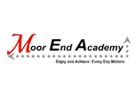 Moor End Academy
Enjoy and Achieve: Every Day Matters